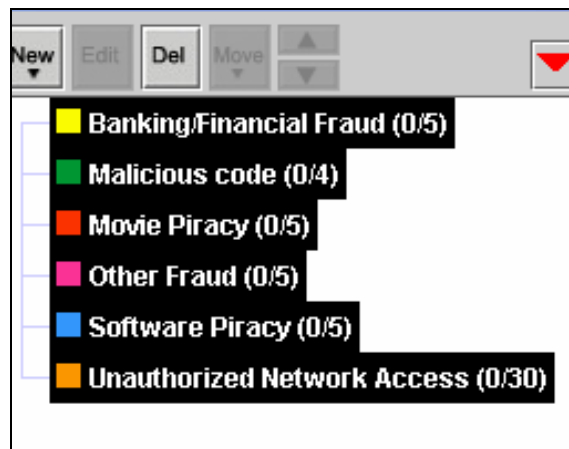 New Edit Del Move
Banking/Financial Fraud (0/5)
Malicious code (0/4)
Movie Piracy (0/5)
Other Fraud (0/5)
Software Piracy (0/5)
Unauthorized Network Access (0/30)